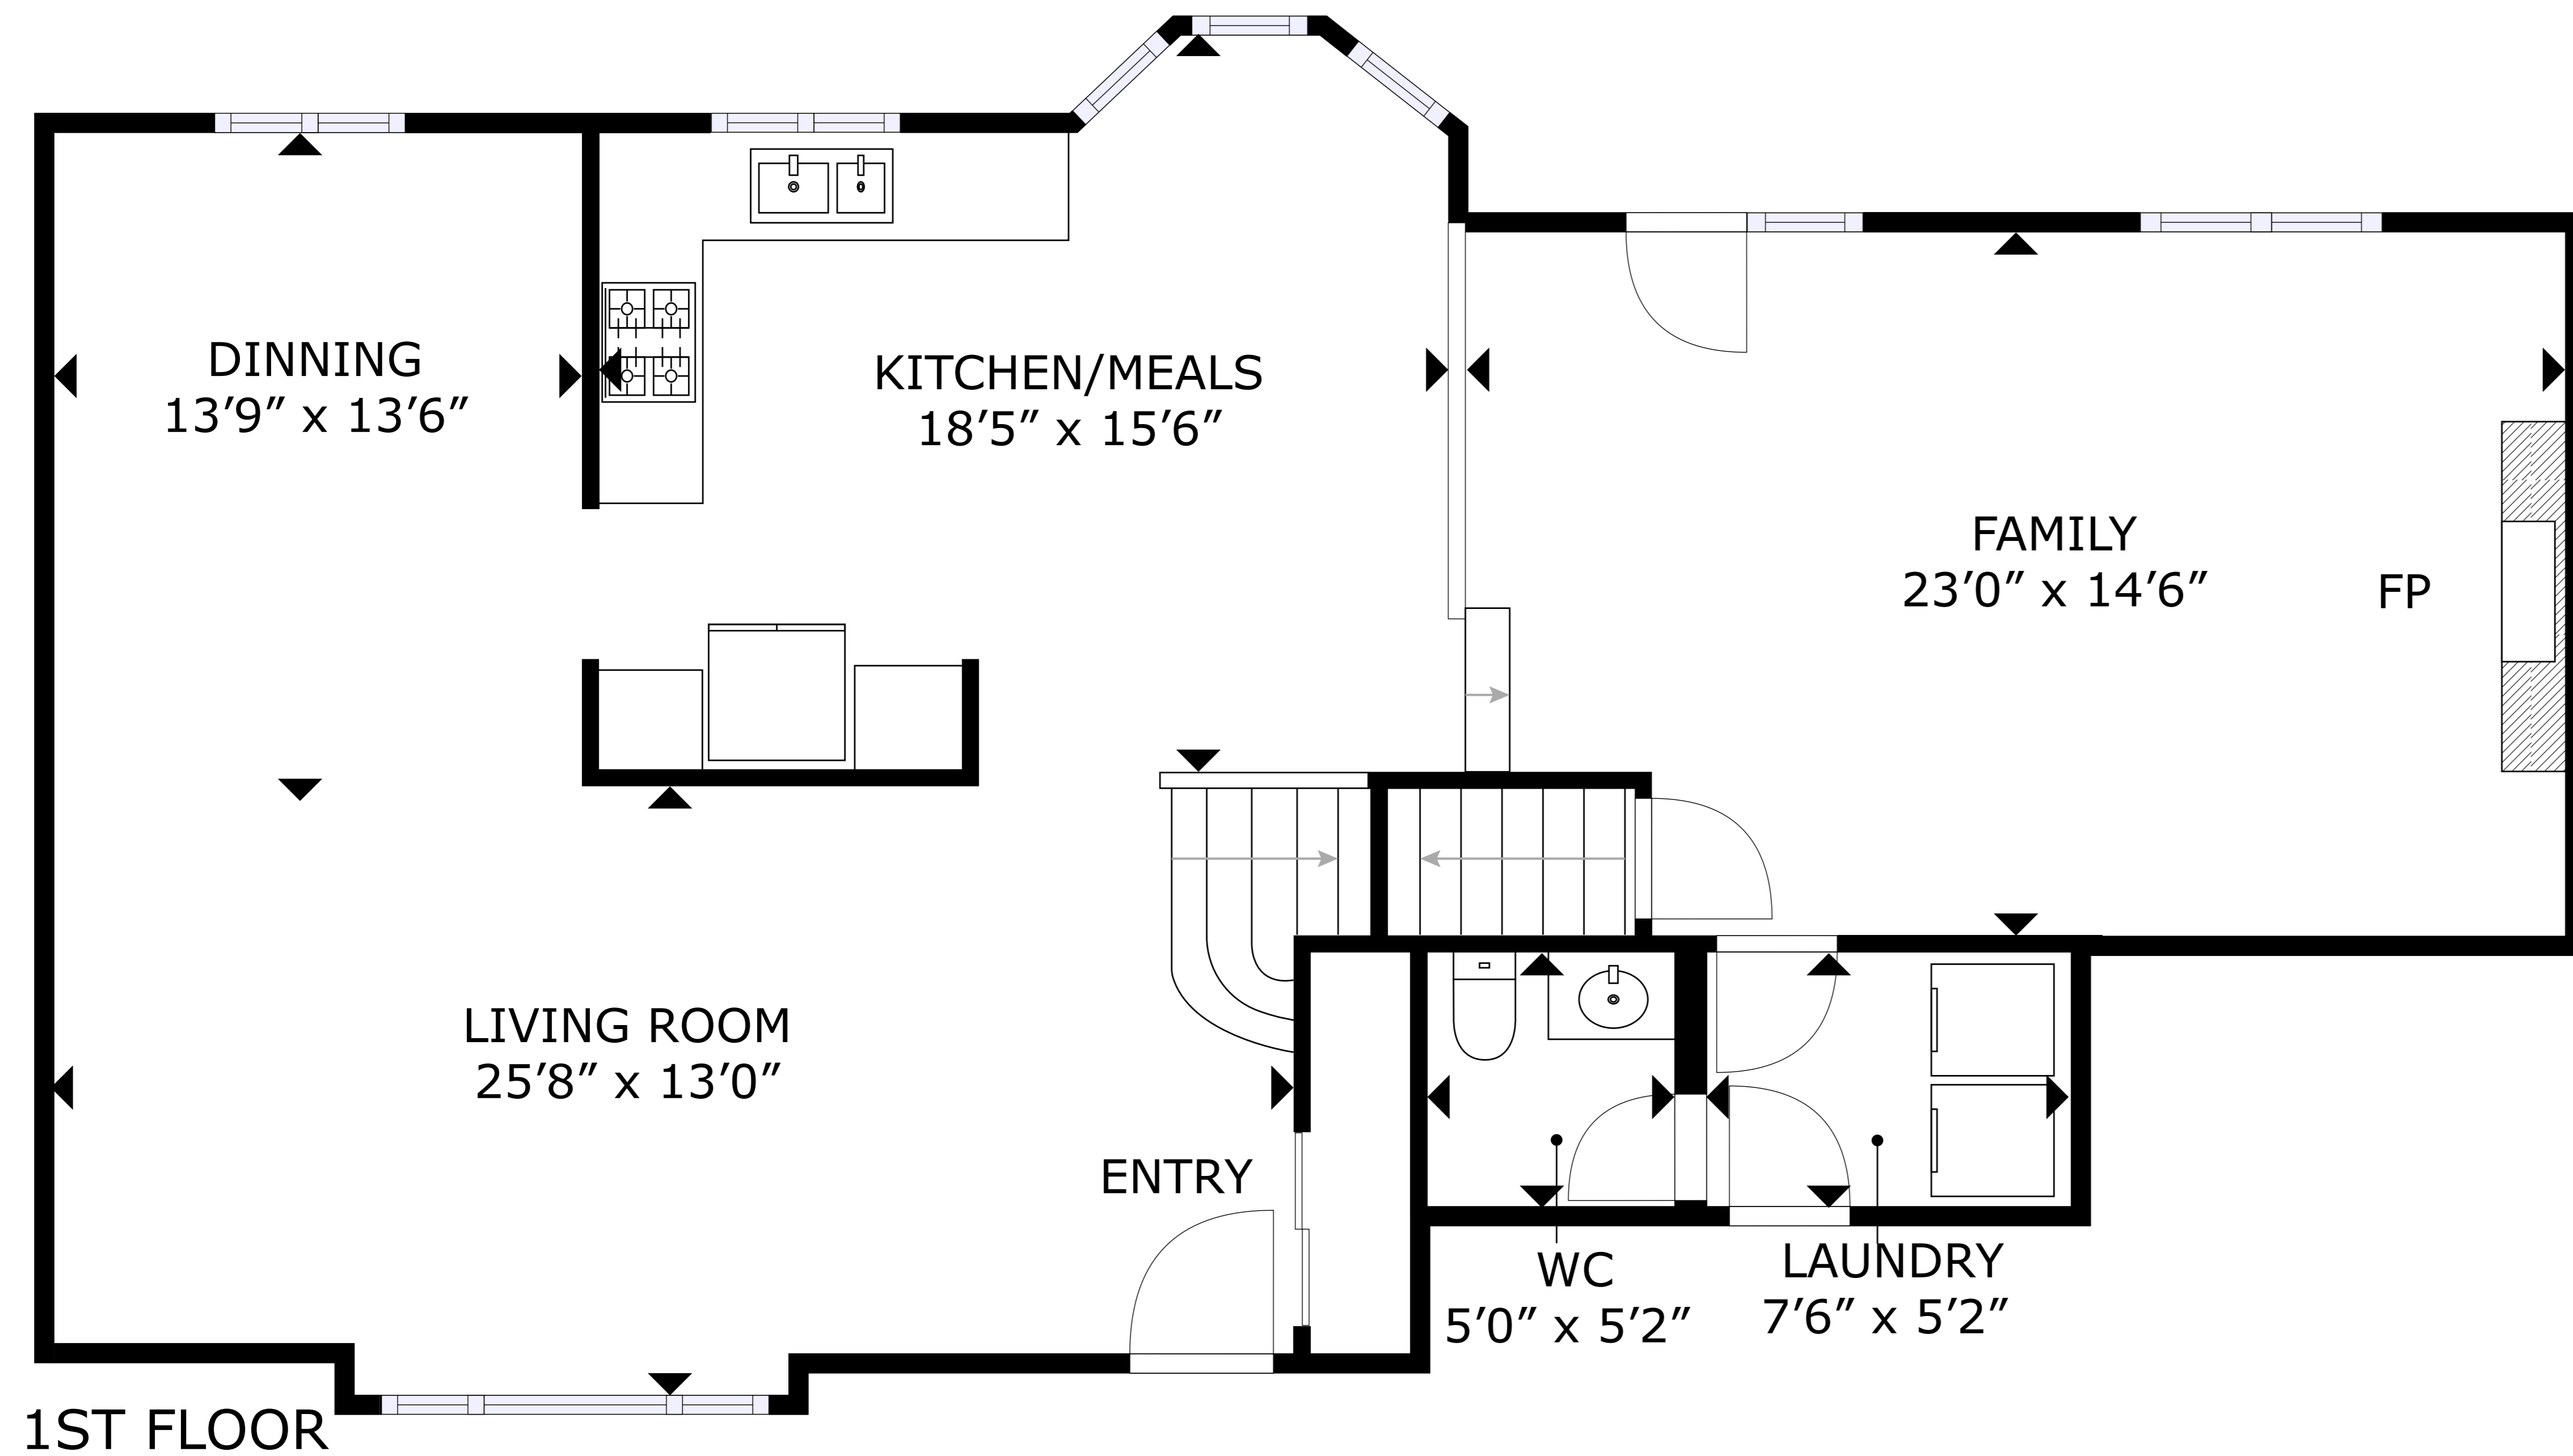 DINNING
13′9″ x 13′6″
KITCHEN/MEALS
18′5″ x 15′6″
FAMILY
23′0″ x 14′6″
FP
LIVING ROOM
25′8″ x 13′0″
ENTRY
WC
5′0″ x 5′2″
LAUNDRY
7′6″ x 5′2″
1ST FLOOR